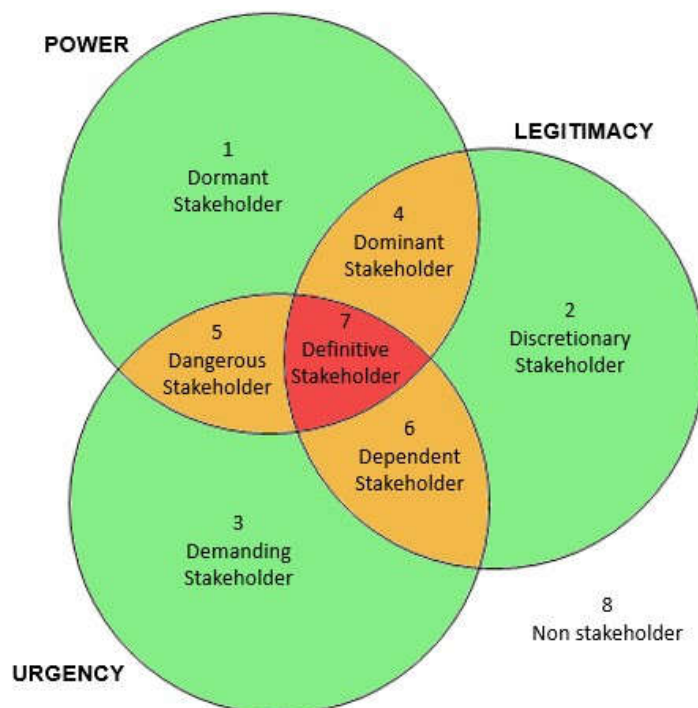 POWER
LEGITIMACY
1
Dormant
Stakeholder
4
Dominant
Stakeholder
2
Discretionary
Stakeholder
5
Dangerous
Stakeholder
7
Definitive
Stakeholder
6
Dependent
Stakeholder
3
Demanding
Stakeholder
8
Non stakeholder
URGENCY